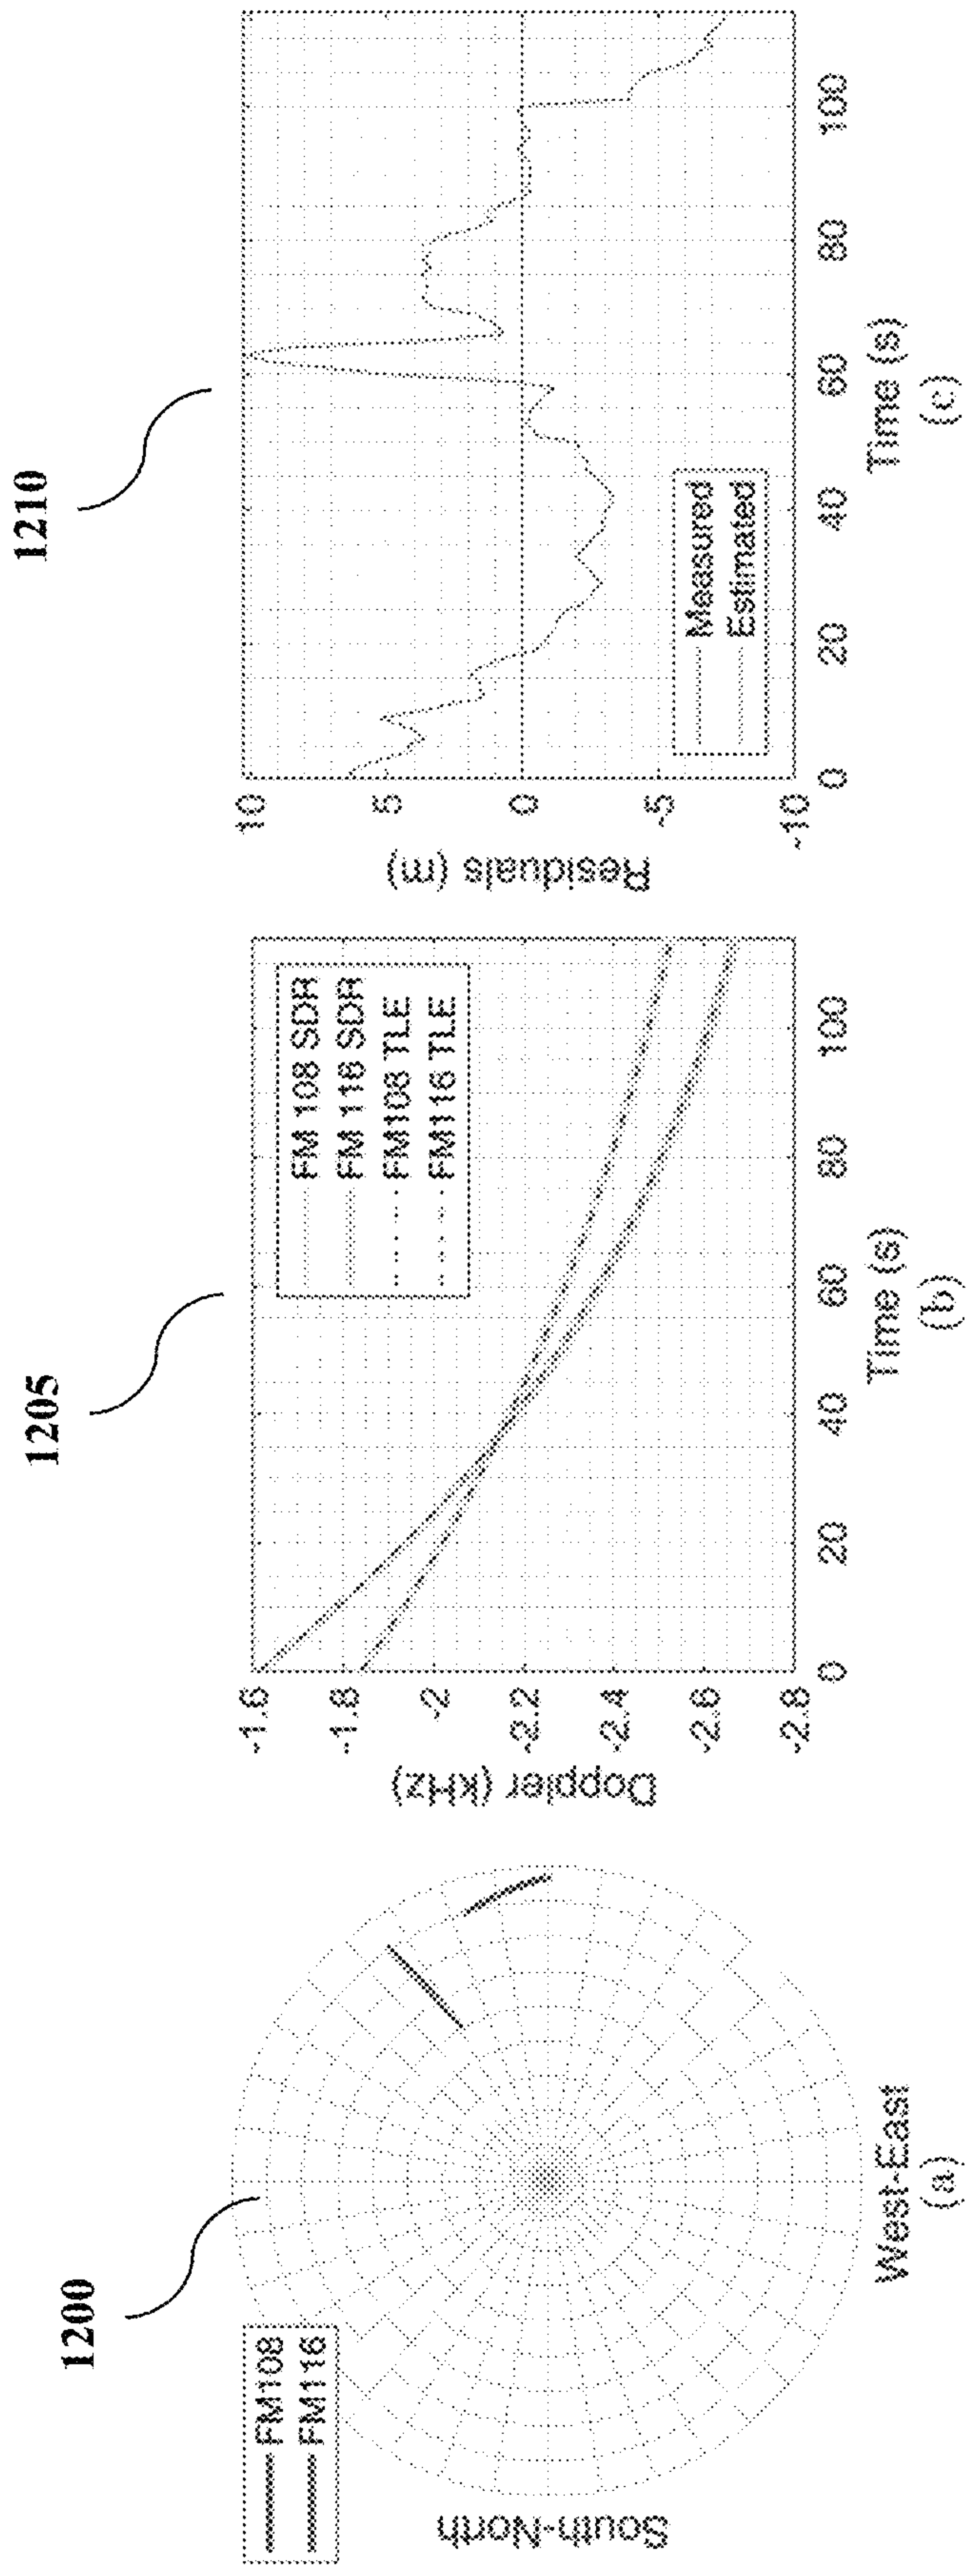 1200
FM108
FM116
South-North
West-East
(a)
1205
FM 108 SDR
FM 116 SDR
FM108 TLE
FM116 TLE
Doppler (kHz)
-1.6
-1.8
-2
-2.2
-2.4
-2.6
-2.8
0 20 40 60 80 100
Time (s)
(b)
1210
Residuals (m)
10
5
0
-5
-10
Measured
Estimated
0 20 40 60 80 100
Time (s)
(c)